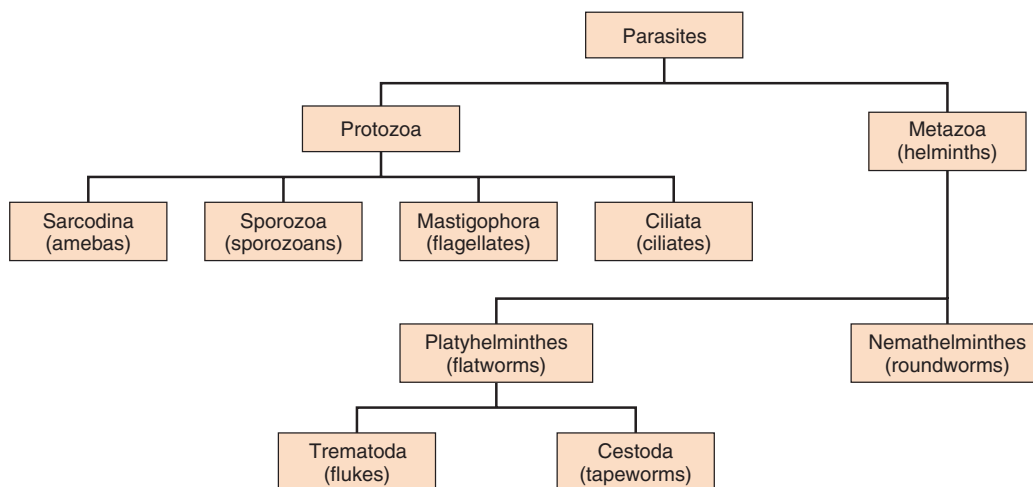 Parasites
Protozoa
Metazoa
(helminths)
Sarcodina
(amebas)
Sporozoa
(sporozoans)
Mastigophora
(flagellates)
Ciliata
(ciliates)
Platyhelminthes
(flatworms)
Nemathelminthes
(roundworms)
Trematoda
(flukes)
Cestoda
(tapeworms)